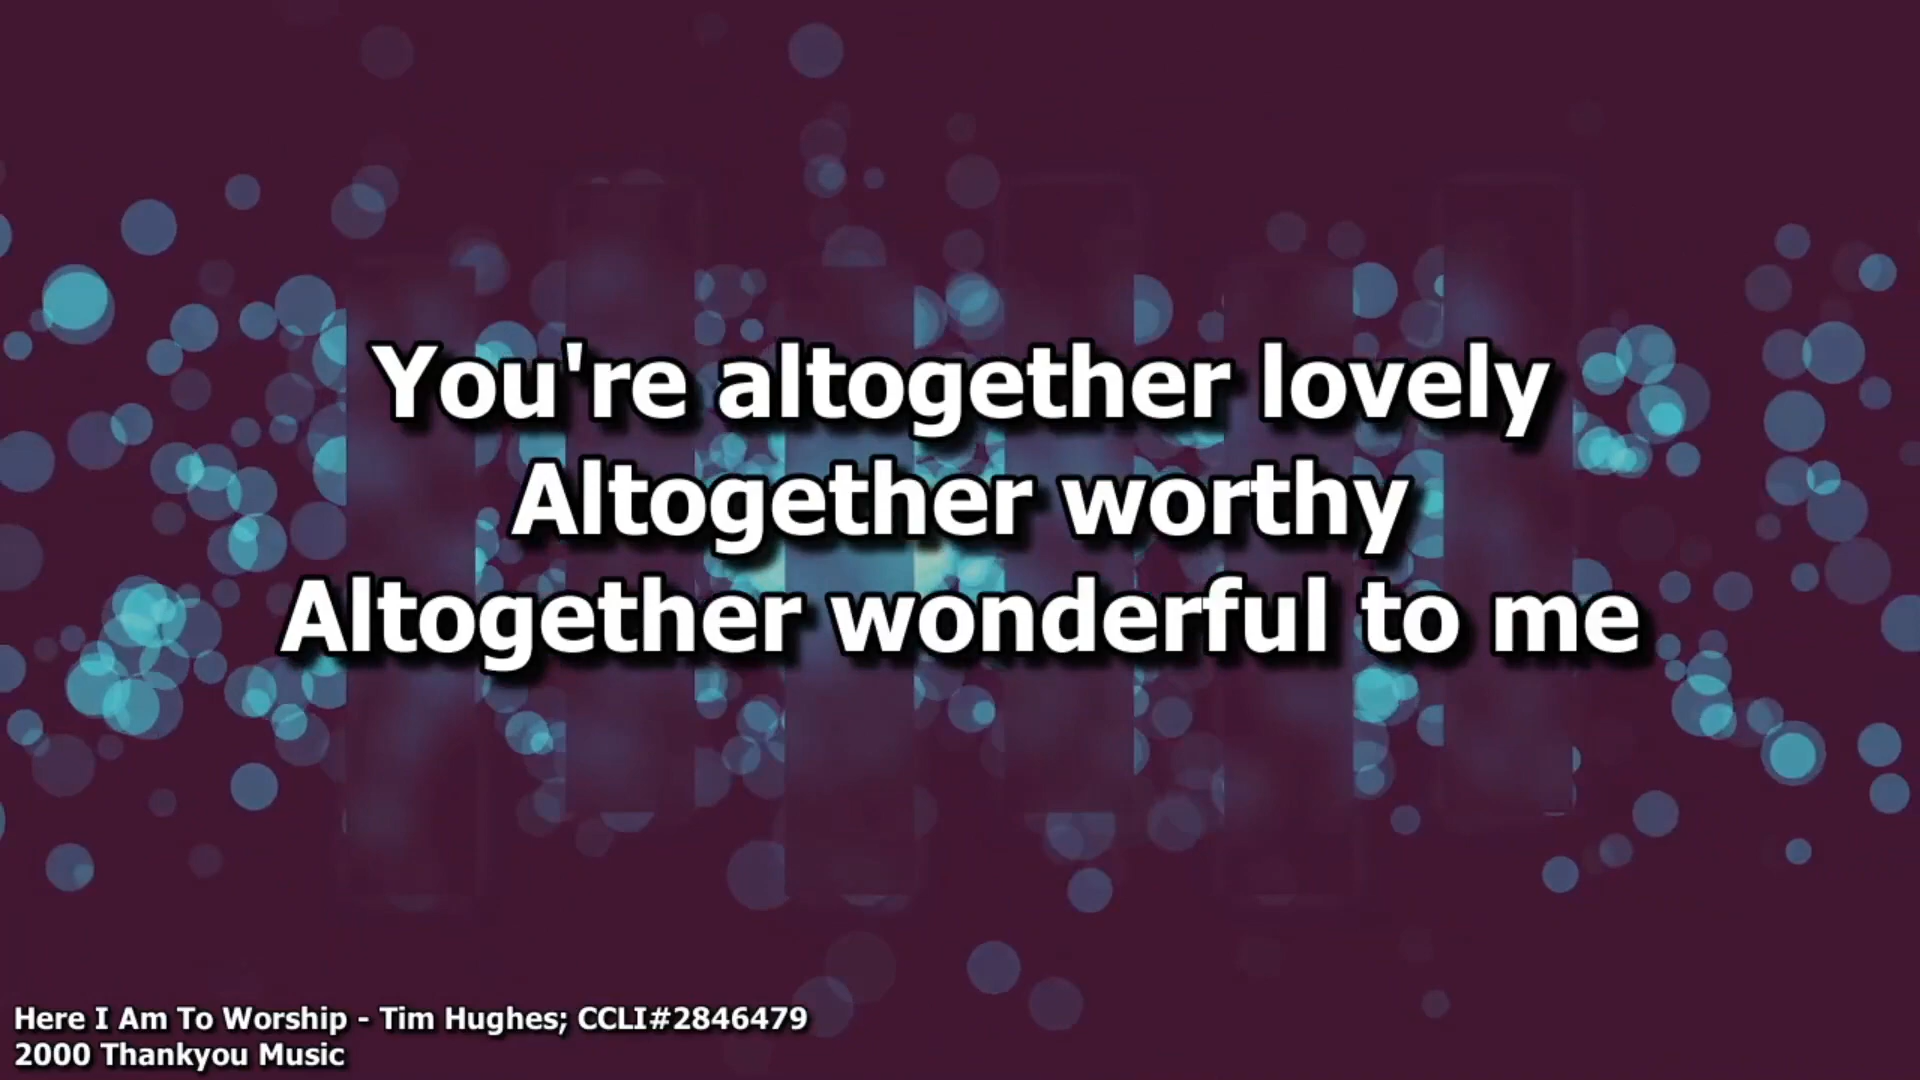 You're altogether lovely
Altogether worthy
Altogether wonderful to me
Here I Am To Worship - Tim Hughes; CCLI#2846479
2000 Thankyou Music